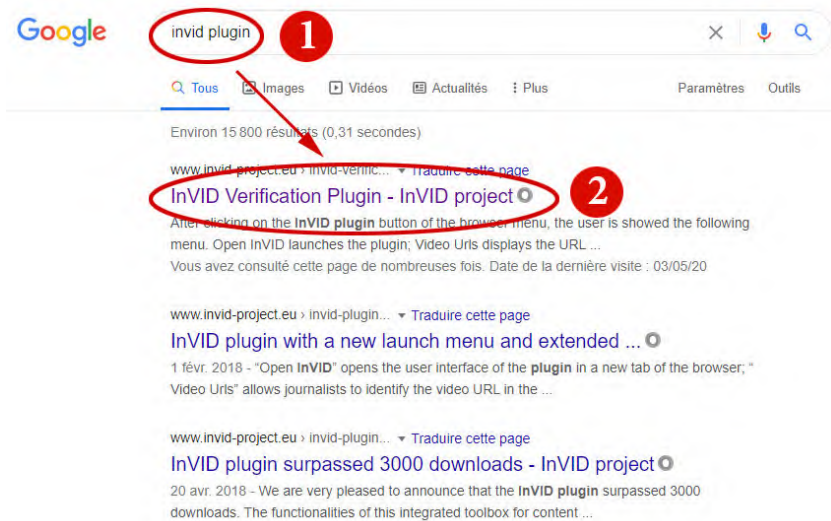 Google
invid plugin
1
Tous Images Vidéos Actualités Plus Paramètres Outils
Environ 15 800 résultats (0,31 secondes)
www.invid-project.eu › invid-verific... Traduire cette page
InVID Verification Plugin - InVID project
2
After clicking on the InVID plugin button of the browser menu, the user is showed the following
menu. Open InVID launches the plugin; Video Urls displays the URL ...
Vous avez consulté cette page de nombreuses fois. Date de la dernière visite : 03/05/20
www.invid-project.eu › invid-plugin... Traduire cette page
InVID plugin with a new launch menu and extended ...
1 févr. 2018 - “Open InVID” opens the user interface of the plugin in a new tab of the browser; “
Video Urls” allows journalists to identify the video URL in the ...
www.invid-project.eu › invid-plugin... Traduire cette page
InVID plugin surpassed 3000 downloads - InVID project
20 avr. 2018 - We are very pleased to announce that the InVID plugin surpassed 3000
downloads. The functionalities of this integrated toolbox for content ...